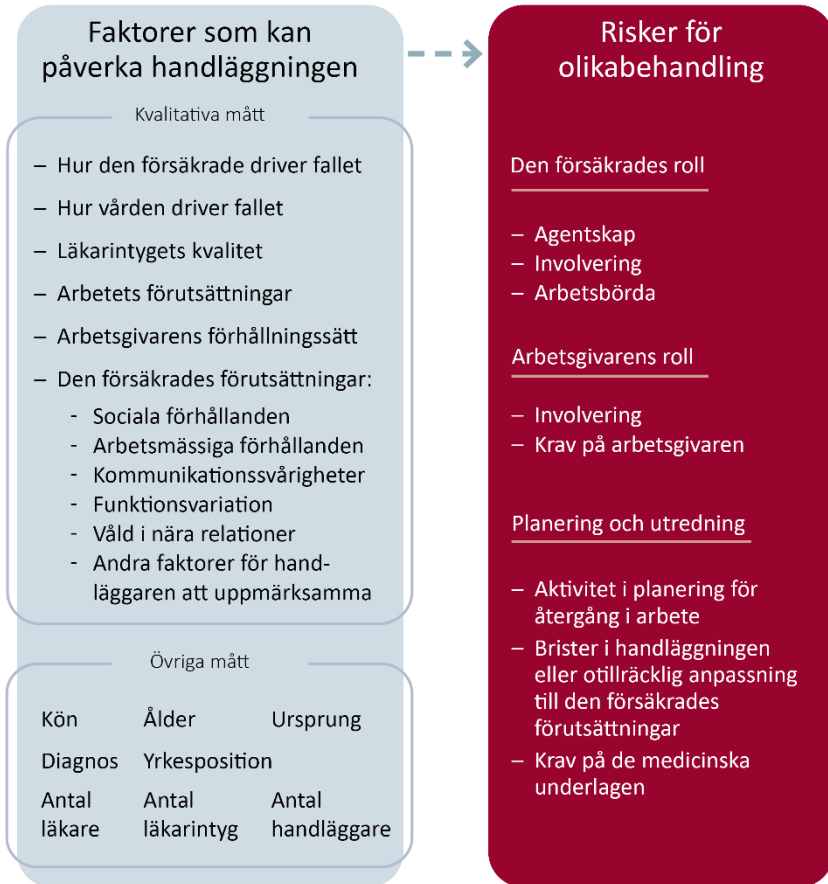 Faktorer som kan
påverka handläggningen
Kvalitativa mått
– Hur den försäkrade driver fallet
– Hur vården driver fallet
– Läkarintygets kvalitet
– Arbetets förutsättningar
– Arbetsgivarens förhållningssätt
– Den försäkrades förutsättningar:
- Sociala förhållanden
- Arbetsmässiga förhållanden
- Kommunikationssvårigheter
- Funktionsvariation
- Våld i nära relationer
- Andra faktorer för hand-
läggaren att uppmärksamma
Övriga mått
Kön Ålder Ursprung
Diagnos Yrkesposition
Antal Antal Antal
läkare läkarintyg handläggare
Risker för
olikabehandling
Den försäkrades roll
– Agentskap
– Involvering
– Arbetsbörda
Arbetsgivarens roll
– Involvering
– Krav på arbetsgivaren
Planering och utredning
– Aktivitet i planering för
återgång i arbete
– Brister i handläggningen
eller otillräcklig anpassning
till den försäkrades
förutsättningar
– Krav på de medicinska
underlagen